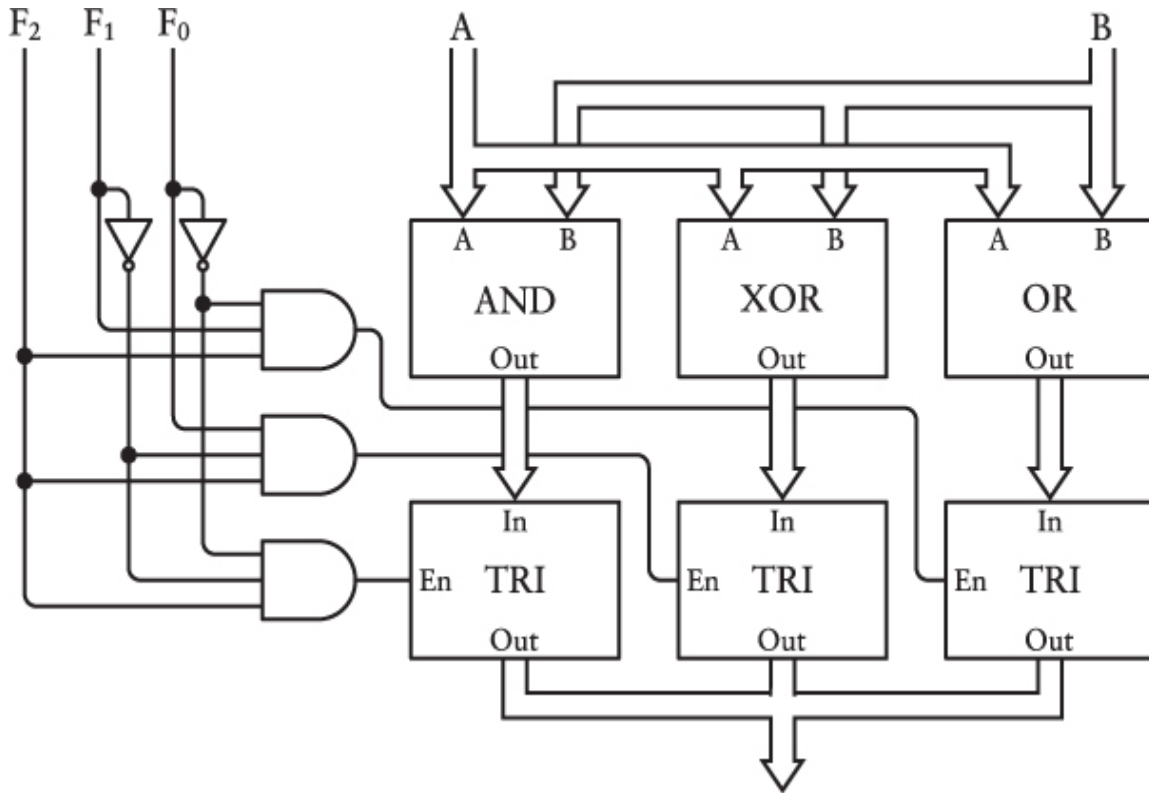 F₂ F₁ F₀ A B
A B A B A B
AND XOR OR
Out Out Out
In In In
En TRI En TRI En TRI
Out Out Out